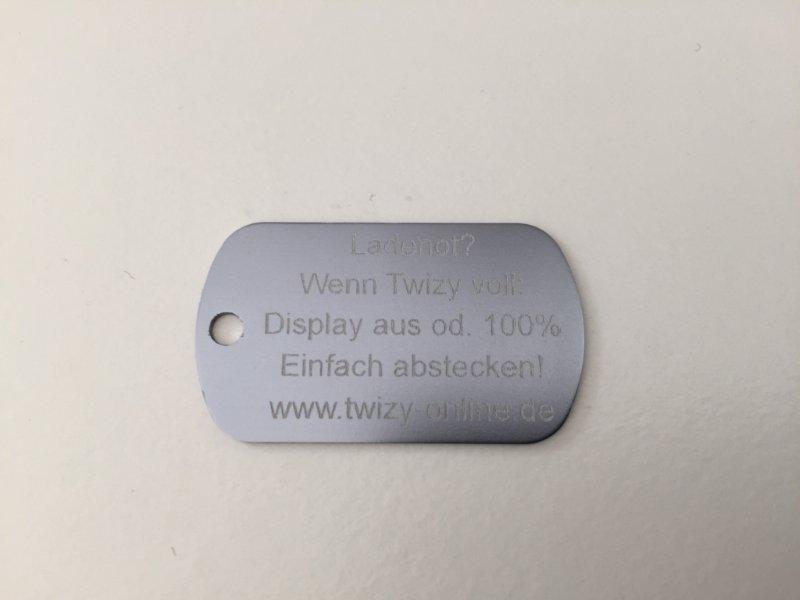 Ladenot?
Wenn Twizy voll:
Display aus od. 100%
Einfach abstecken!
www.twizy-online.de